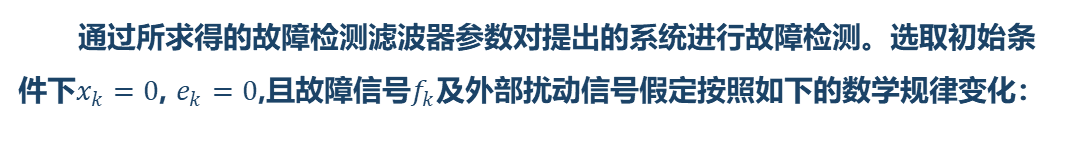 通过所求得的故障检测滤波器参数对提出的系统进行故障检测。选取初始条
件下xₖ = 0, eₖ = 0,且故障信号fₖ及外部扰动信号假定按照如下的数学规律变化：